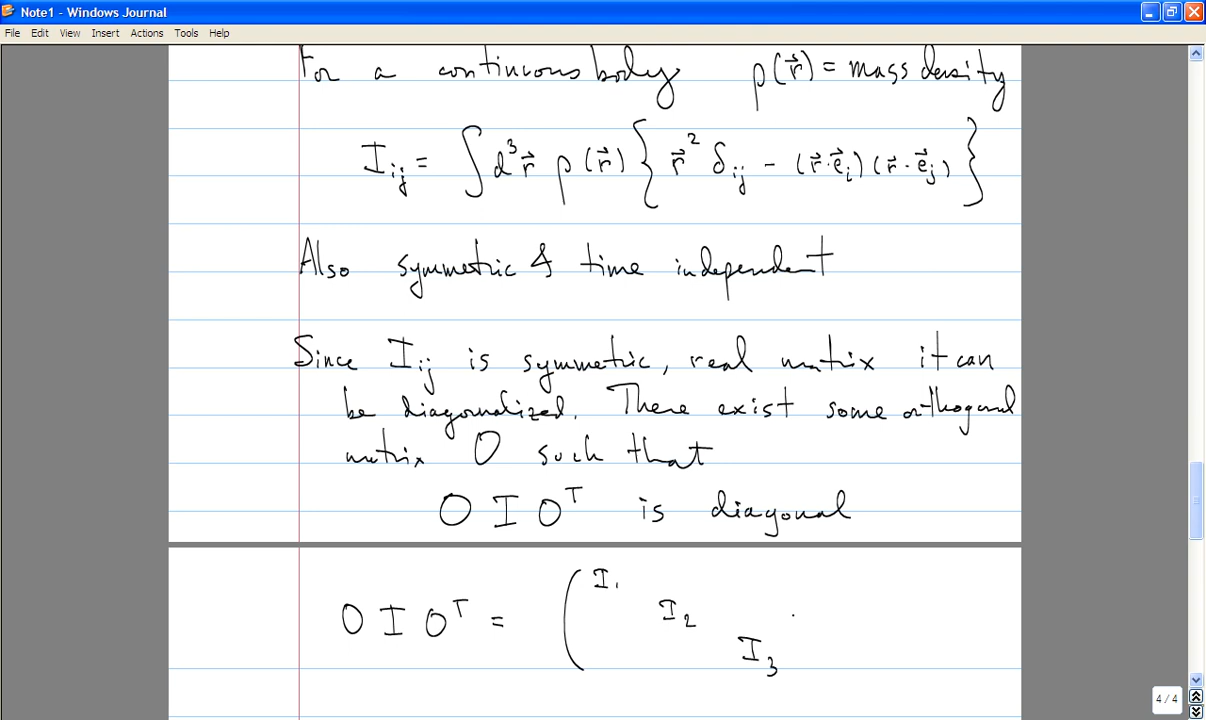 Note1 - Windows Journal
File Edit View Insert Actions Tools Help
For a continuous body ρ(r⃗) = mass density
I_ij = ∫ d³r⃗ ρ(r⃗) { r⃗² δ_ij - (r⃗·e⃗_i)(r⃗·e⃗_j) }
Also symmetric & time independent
Since I_ij is symmetric, real matrix it can
be diagonalized. There exist some orthogonal
matrix O such that
O I O^T is diagonal
O I O^T = ( I_1
I_2
I_3
4 / 4